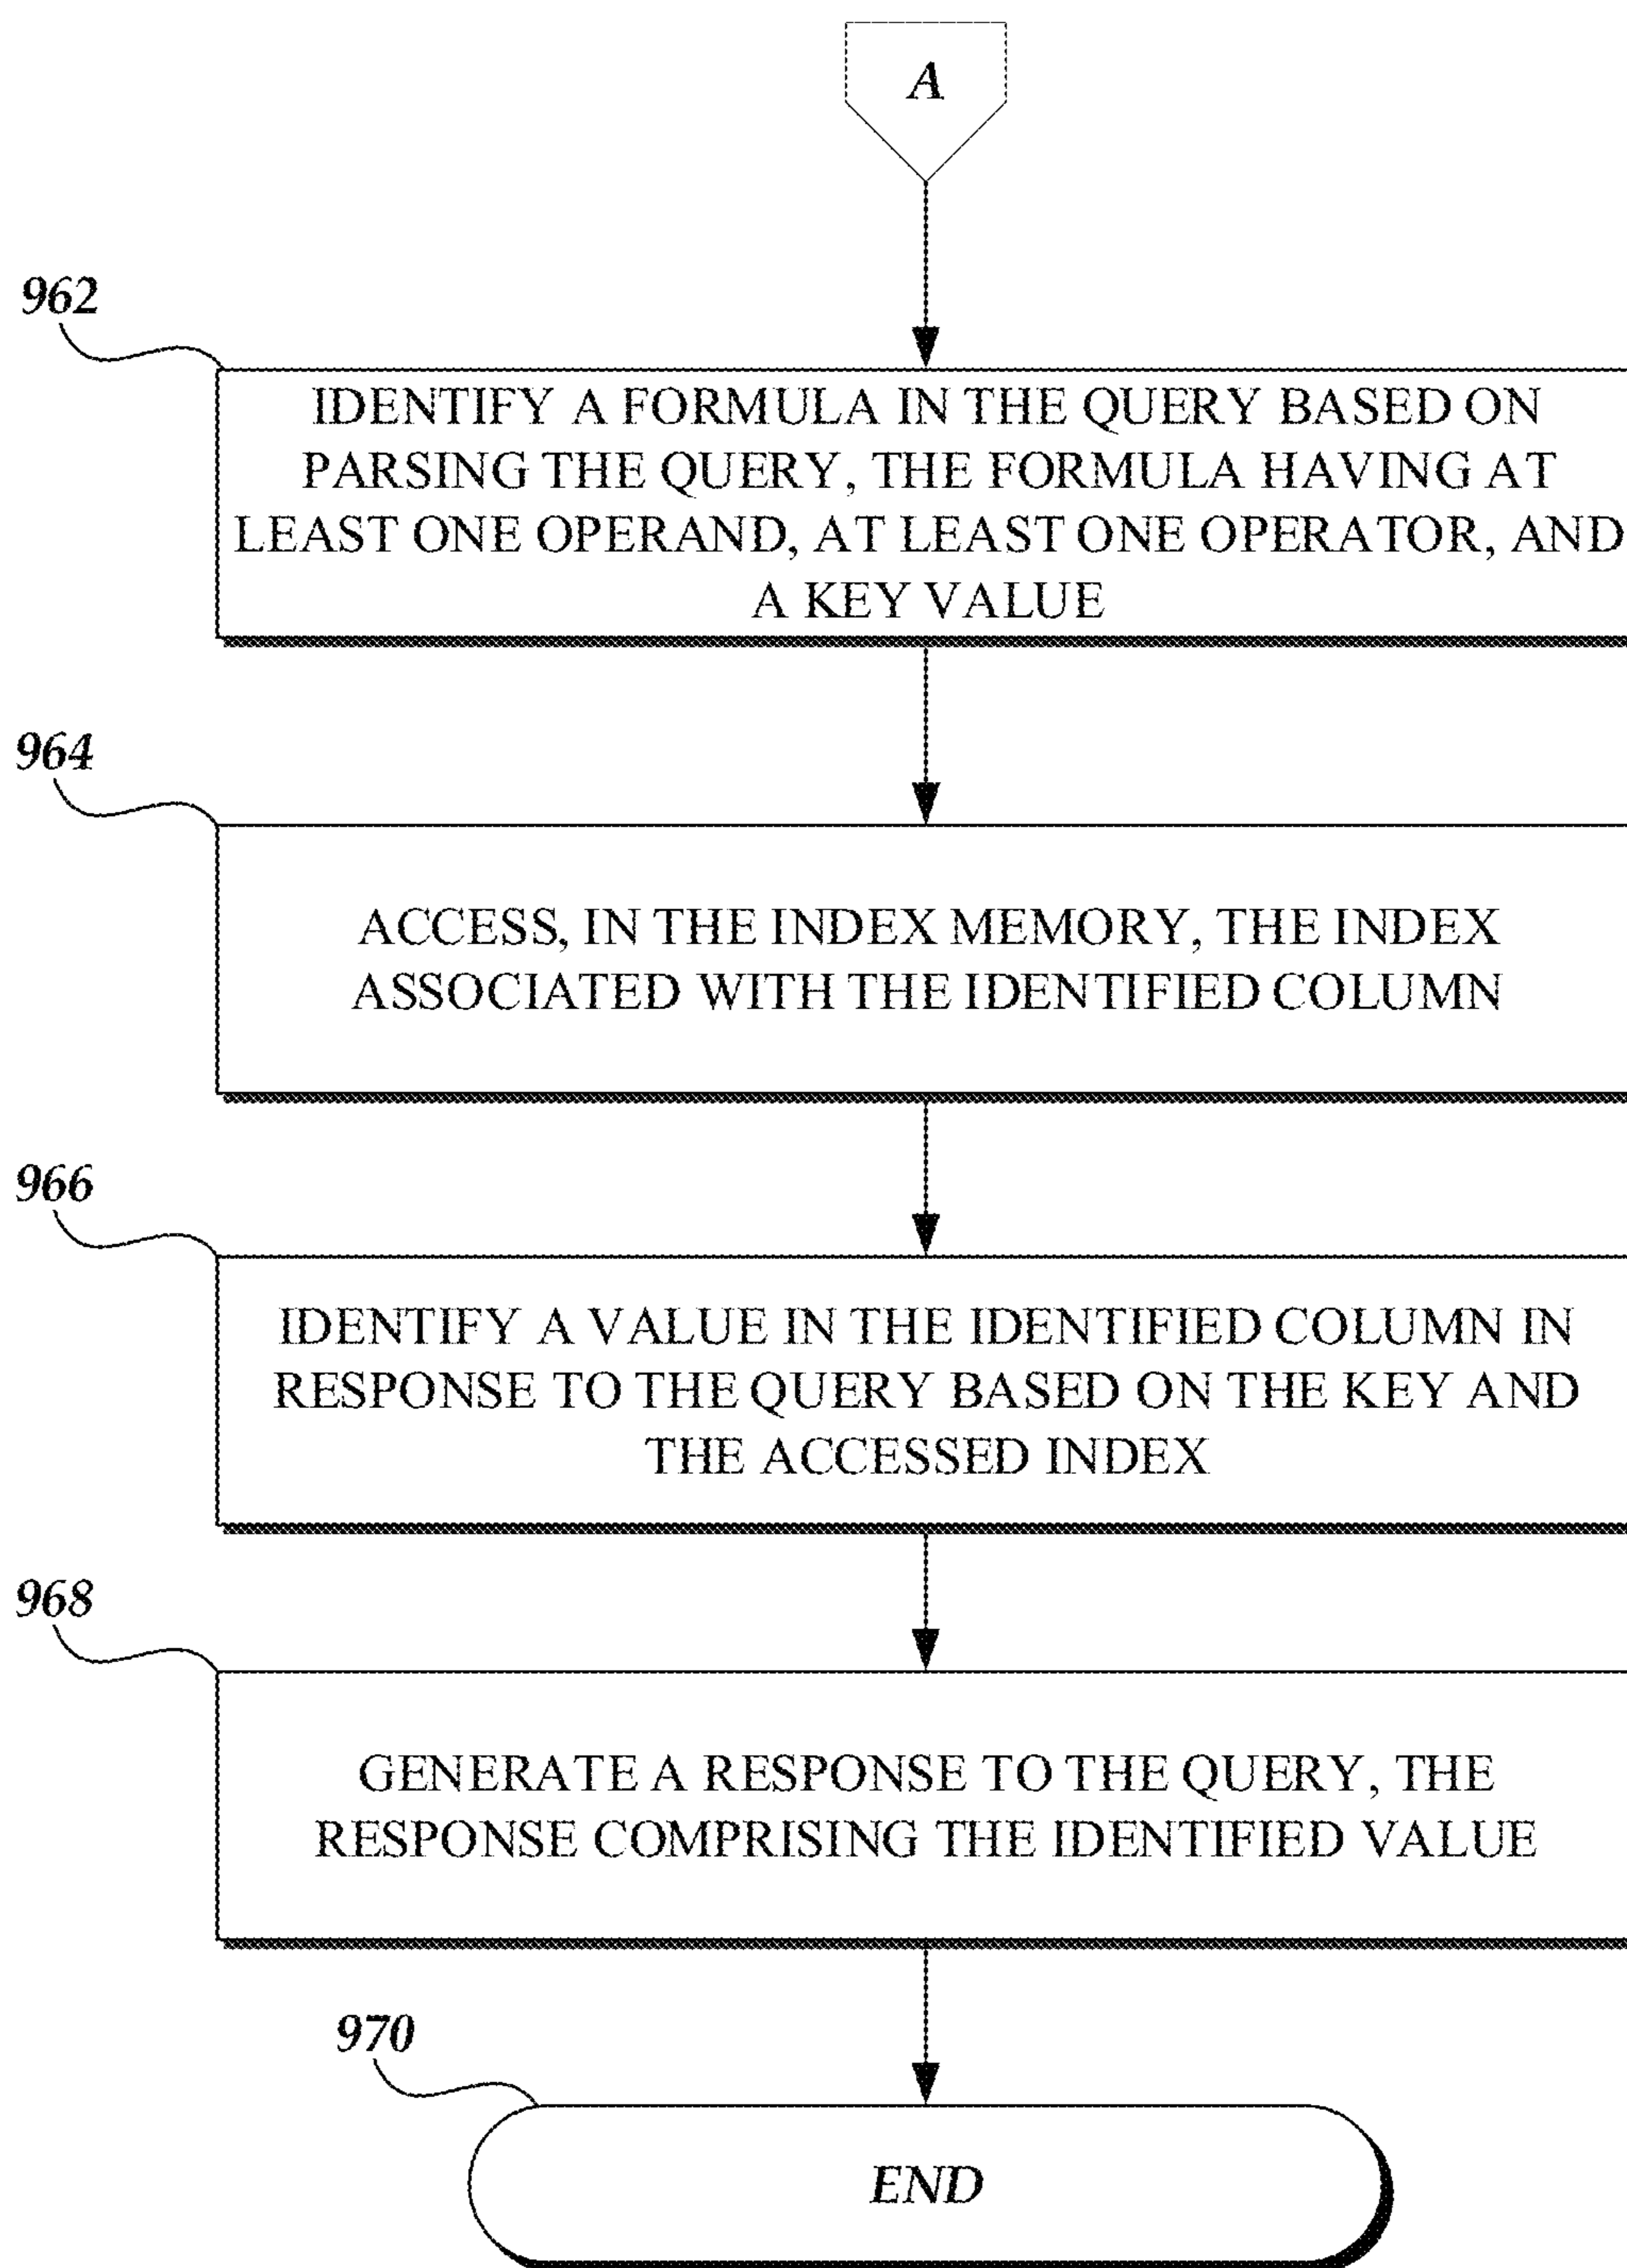 A
962
IDENTIFY A FORMULA IN THE QUERY BASED ON
PARSING THE QUERY, THE FORMULA HAVING AT
LEAST ONE OPERAND, AT LEAST ONE OPERATOR, AND
A KEY VALUE
964
ACCESS, IN THE INDEX MEMORY, THE INDEX
ASSOCIATED WITH THE IDENTIFIED COLUMN
966
IDENTIFY A VALUE IN THE IDENTIFIED COLUMN IN
RESPONSE TO THE QUERY BASED ON THE KEY AND
THE ACCESSED INDEX
968
GENERATE A RESPONSE TO THE QUERY, THE
RESPONSE COMPRISING THE IDENTIFIED VALUE
970
END